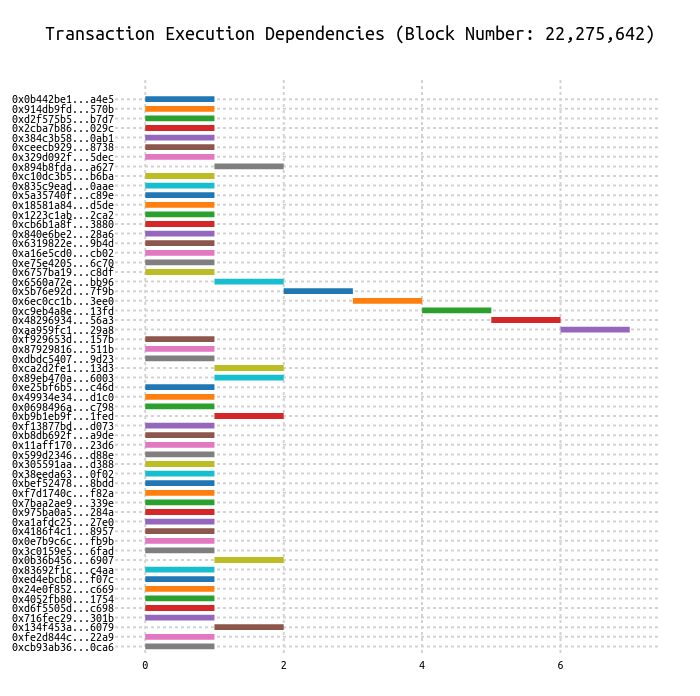 Transaction Execution Dependencies (Block Number: 22,275,642)
0x0b442be1...a4e5
0x914db9fd...570b
0xd2f575b5...b7d7
0x2cba7b86...029c
0x384c3b58...0ab1
0xceecb929...8738
0x329d092f...5dec
0x894b8fda...a627
0xc10dc3b5...b6ba
0x835c9ead...0aae
0x5a35740f...c89e
0x18581a84...d5de
0x1223c1ab...2ca2
0xcb6b1a8f...3880
0x840e6be2...28a6
0x6319822e...9b4d
0xa16e5cd0...cb02
0xe75e4205...6c70
0x6757ba19...c8df
0x6560a72e...bb96
0x5b76e92d...7f9b
0x6ec0cc1b...3ee0
0xc9eb4a8e...13fd
0x48296934...56a3
0xaa959fc1...29a8
0xf929653d...157b
0x87929816...511b
0xdbdc5407...9d23
0xca2d2fe1...13d3
0x89eb470a...6003
0xe25bf6b5...c46d
0x49934e34...d1c0
0x0698496a...c798
0xb9b1eb9f...1fed
0xf13877bd...d073
0xb8db692f...a9de
0x11aff170...23d6
0x599d2346...d88e
0x305591aa...d388
0x38eeda63...0f02
0xbef52478...8bdd
0xf7d1740c...f82a
0x7baa2ae9...339e
0x975ba0a5...284a
0xa1afdc25...27e0
0x4186f4c1...8957
0x0e7b9c6c...fb9b
0x3c0159e5...6fad
0x0b36b456...6907
0x83692f1c...c4aa
0xed4ebcb8...f07c
0x24e0f852...c669
0x4052fb80...1754
0xd6f5505d...c698
0x716fec29...301b
0x134f453a...6079
0xfe2d844c...22a9
0xcb93ab36...0ca6
0 2 4 6